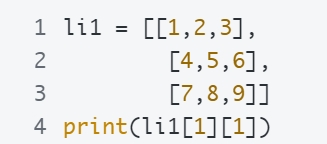 1 li1 = [[1,2,3],
2        [4,5,6],
3        [7,8,9]]
4 print(li1[1][1])